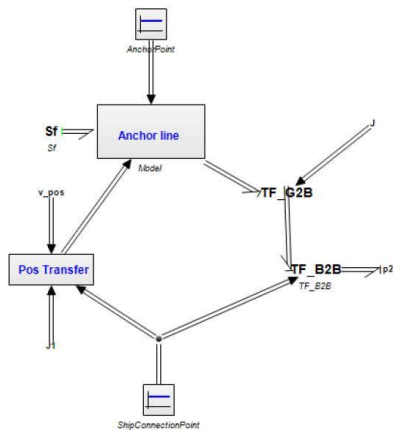 AnchorPoint
Sf
Sf
Anchor line
Model
J
TF_G2B
v_pos
Pos Transfer
TF_B2B
p2
TF_B2B
J1
ShipConnectionPoint